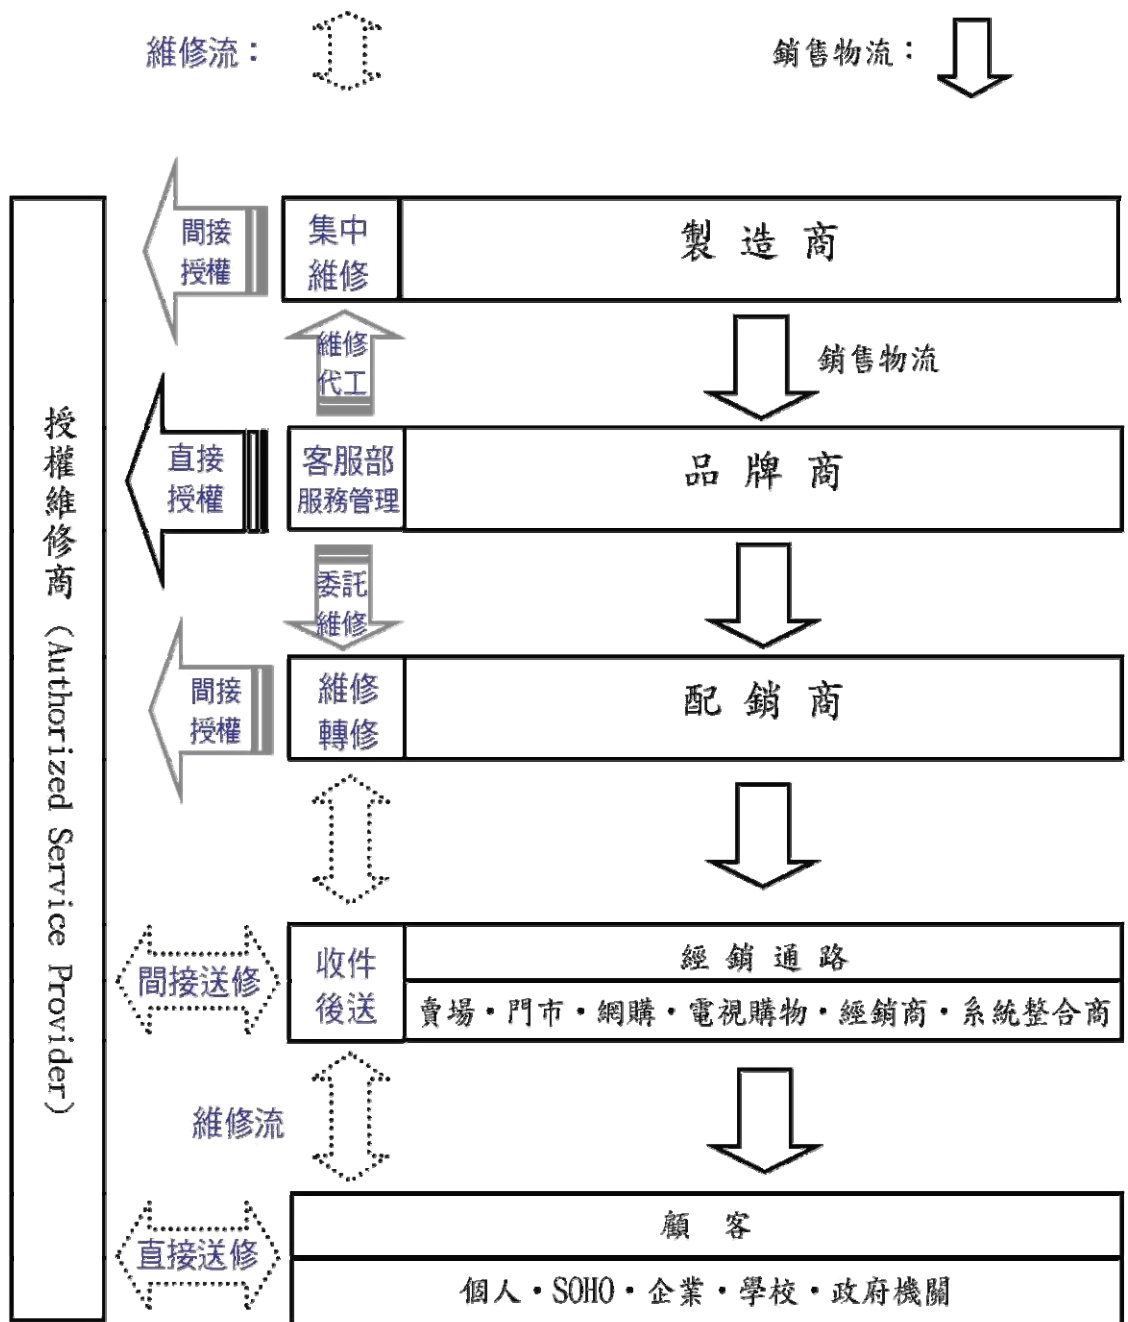 維修流：
銷售物流：
間接
授權
集中
維修
製造商
維修
代工
銷售物流
授權維修商 (Authorized Service Provider)
直接
授權
客服部
服務管理
品牌商
委託
維修
間接
授權
維修
轉修
配銷商
間接送修
收件
後送
經銷通路
賣場·門市·網購·電視購物·經銷商·系統整合商
維修流
直接送修
顧客
個人·SOHO·企業·學校·政府機關